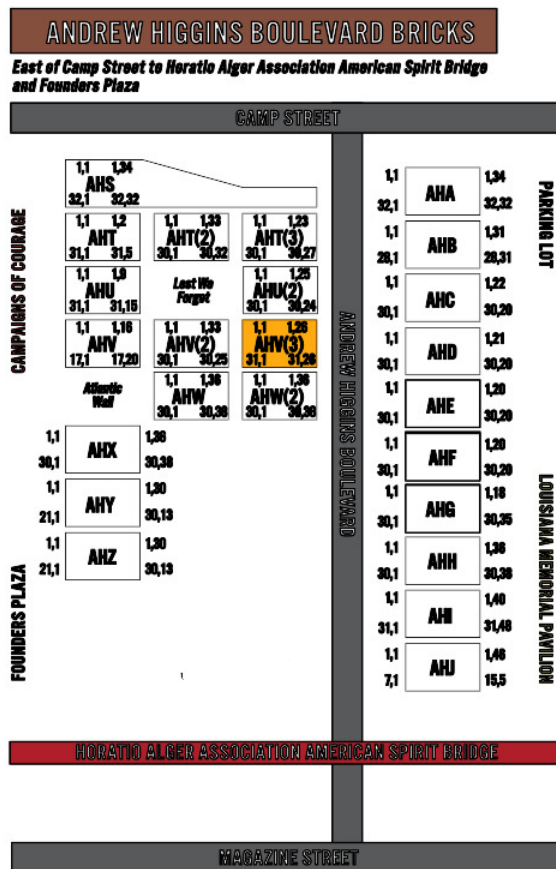 ANDREW HIGGINS BOULEVARD BRICKS
East of Camp Street to Horatio Alger Association American Spirit Bridge
and Founders Plaza
CAMP STREET
CAMPAIGNS OF COURAGE
FOUNDERS PLAZA
1,1 1,34
AHS
32,1 32,32
1,1 1,2
AHT
31,1 31,5
1,1 1,33
AHT(2)
30,1 30,32
1,1 1,23
AHT(3)
30,1 30,27
1,1 1,9
AHU
31,1 31,15
Lest We
Forget
1,1 1,25
AHU(2)
30,1 30,24
1,1 1,16
AHV
17,1 17,20
1,1 1,33
AHV(2)
30,1 30,25
1,1 1,26
AHV(3)
31,1 31,26
Atlantic
Wall
1,1 1,36
AHW
30,1 30,38
1,1 1,36
AHW(2)
30,1 30,38
1,1 1,36
AHX
30,1 30,38
1,1 1,30
AHY
21,1 30,13
1,1 1,30
AHZ
21,1 30,13
ANDREW HIGGINS BOULEVARD
1,1 1,34
AHA
32,1 32,32
1,1 1,31
AHB
28,1 28,31
1,1 1,22
AHC
30,1 30,20
1,1 1,21
AHD
30,1 30,20
1,1 1,20
AHE
30,1 30,20
1,1 1,20
AHF
30,1 30,20
1,1 1,18
AHG
30,1 30,35
1,1 1,36
AHH
30,1 30,38
1,1 1,40
AHI
31,1 31,48
1,1 1,46
AHJ
7,1 15,5
PARKING LOT
LOUISIANA MEMORIAL PAVILION
HORATIO ALGER ASSOCIATION AMERICAN SPIRIT BRIDGE
MAGAZINE STREET